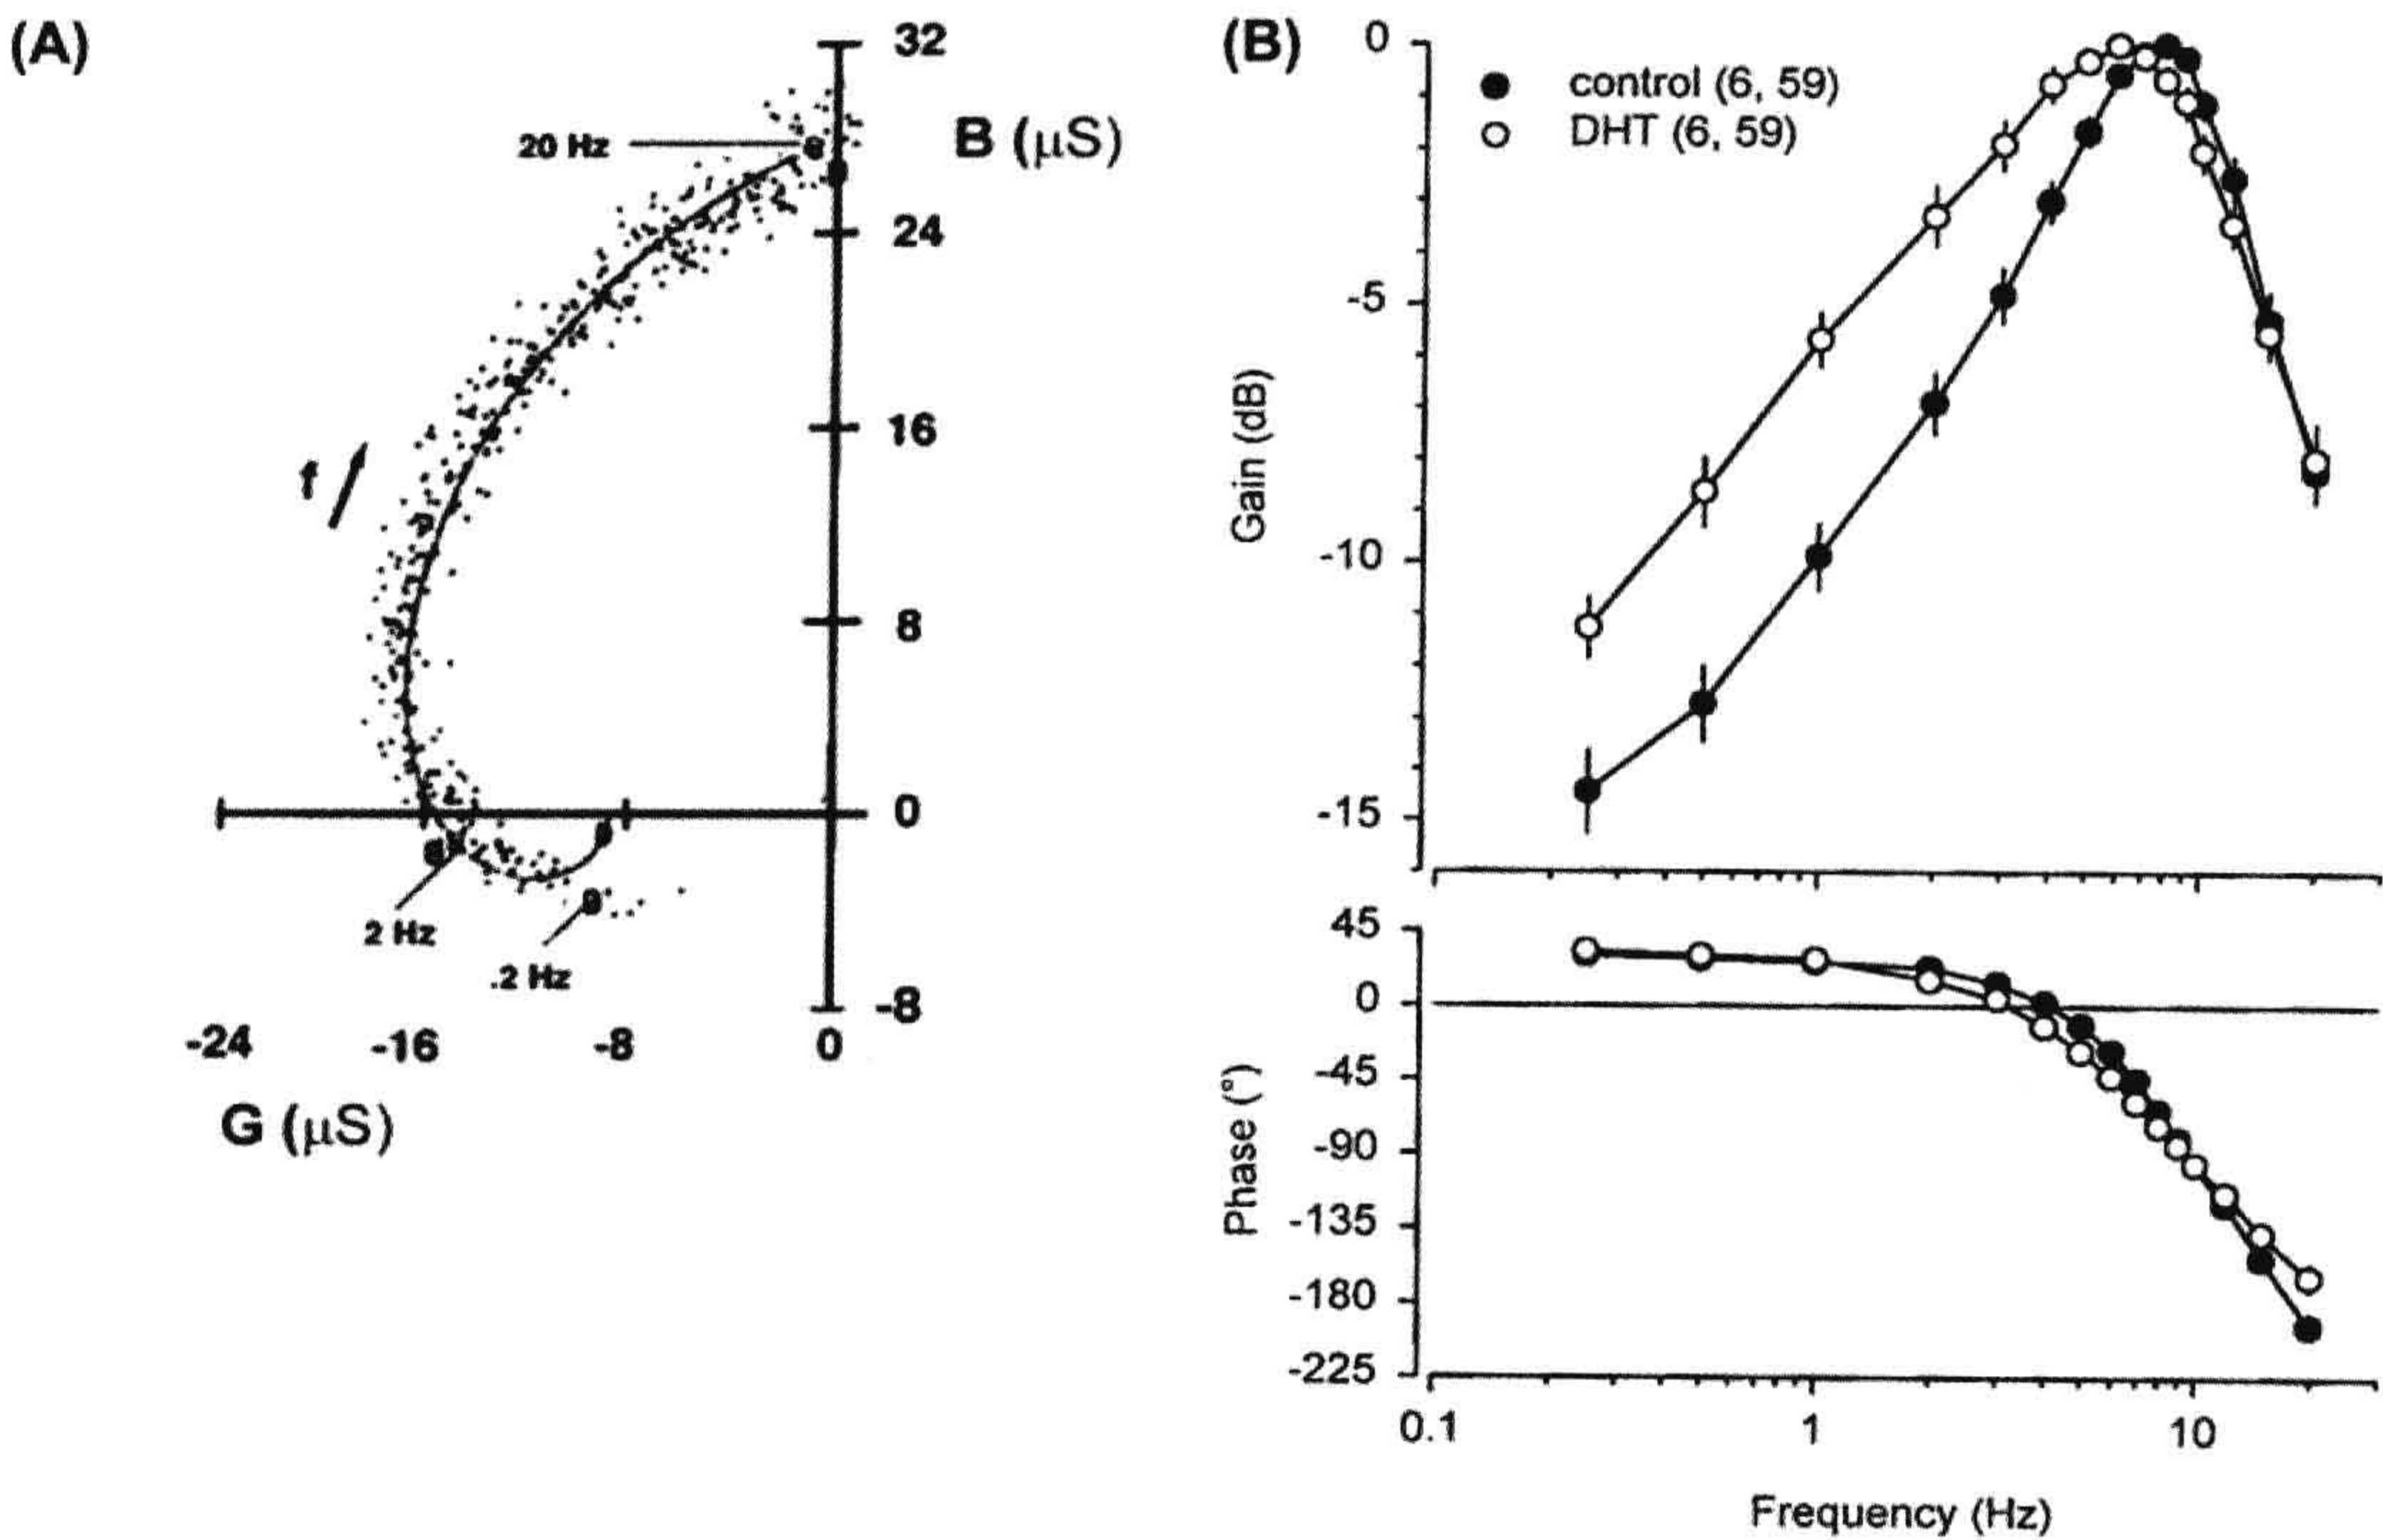 (A)
32
B (μS)
20 Hz
24
16
f
8
0
2 Hz
.2 Hz
-8
-24
-16
-8
0
G (μS)
(B)
0
control (6, 59)
DHT (6, 59)
-5
Gain (dB)
-10
-15
45
0
-45
Phase (°)
-90
-135
-180
-225
0.1
1
10
Frequency (Hz)